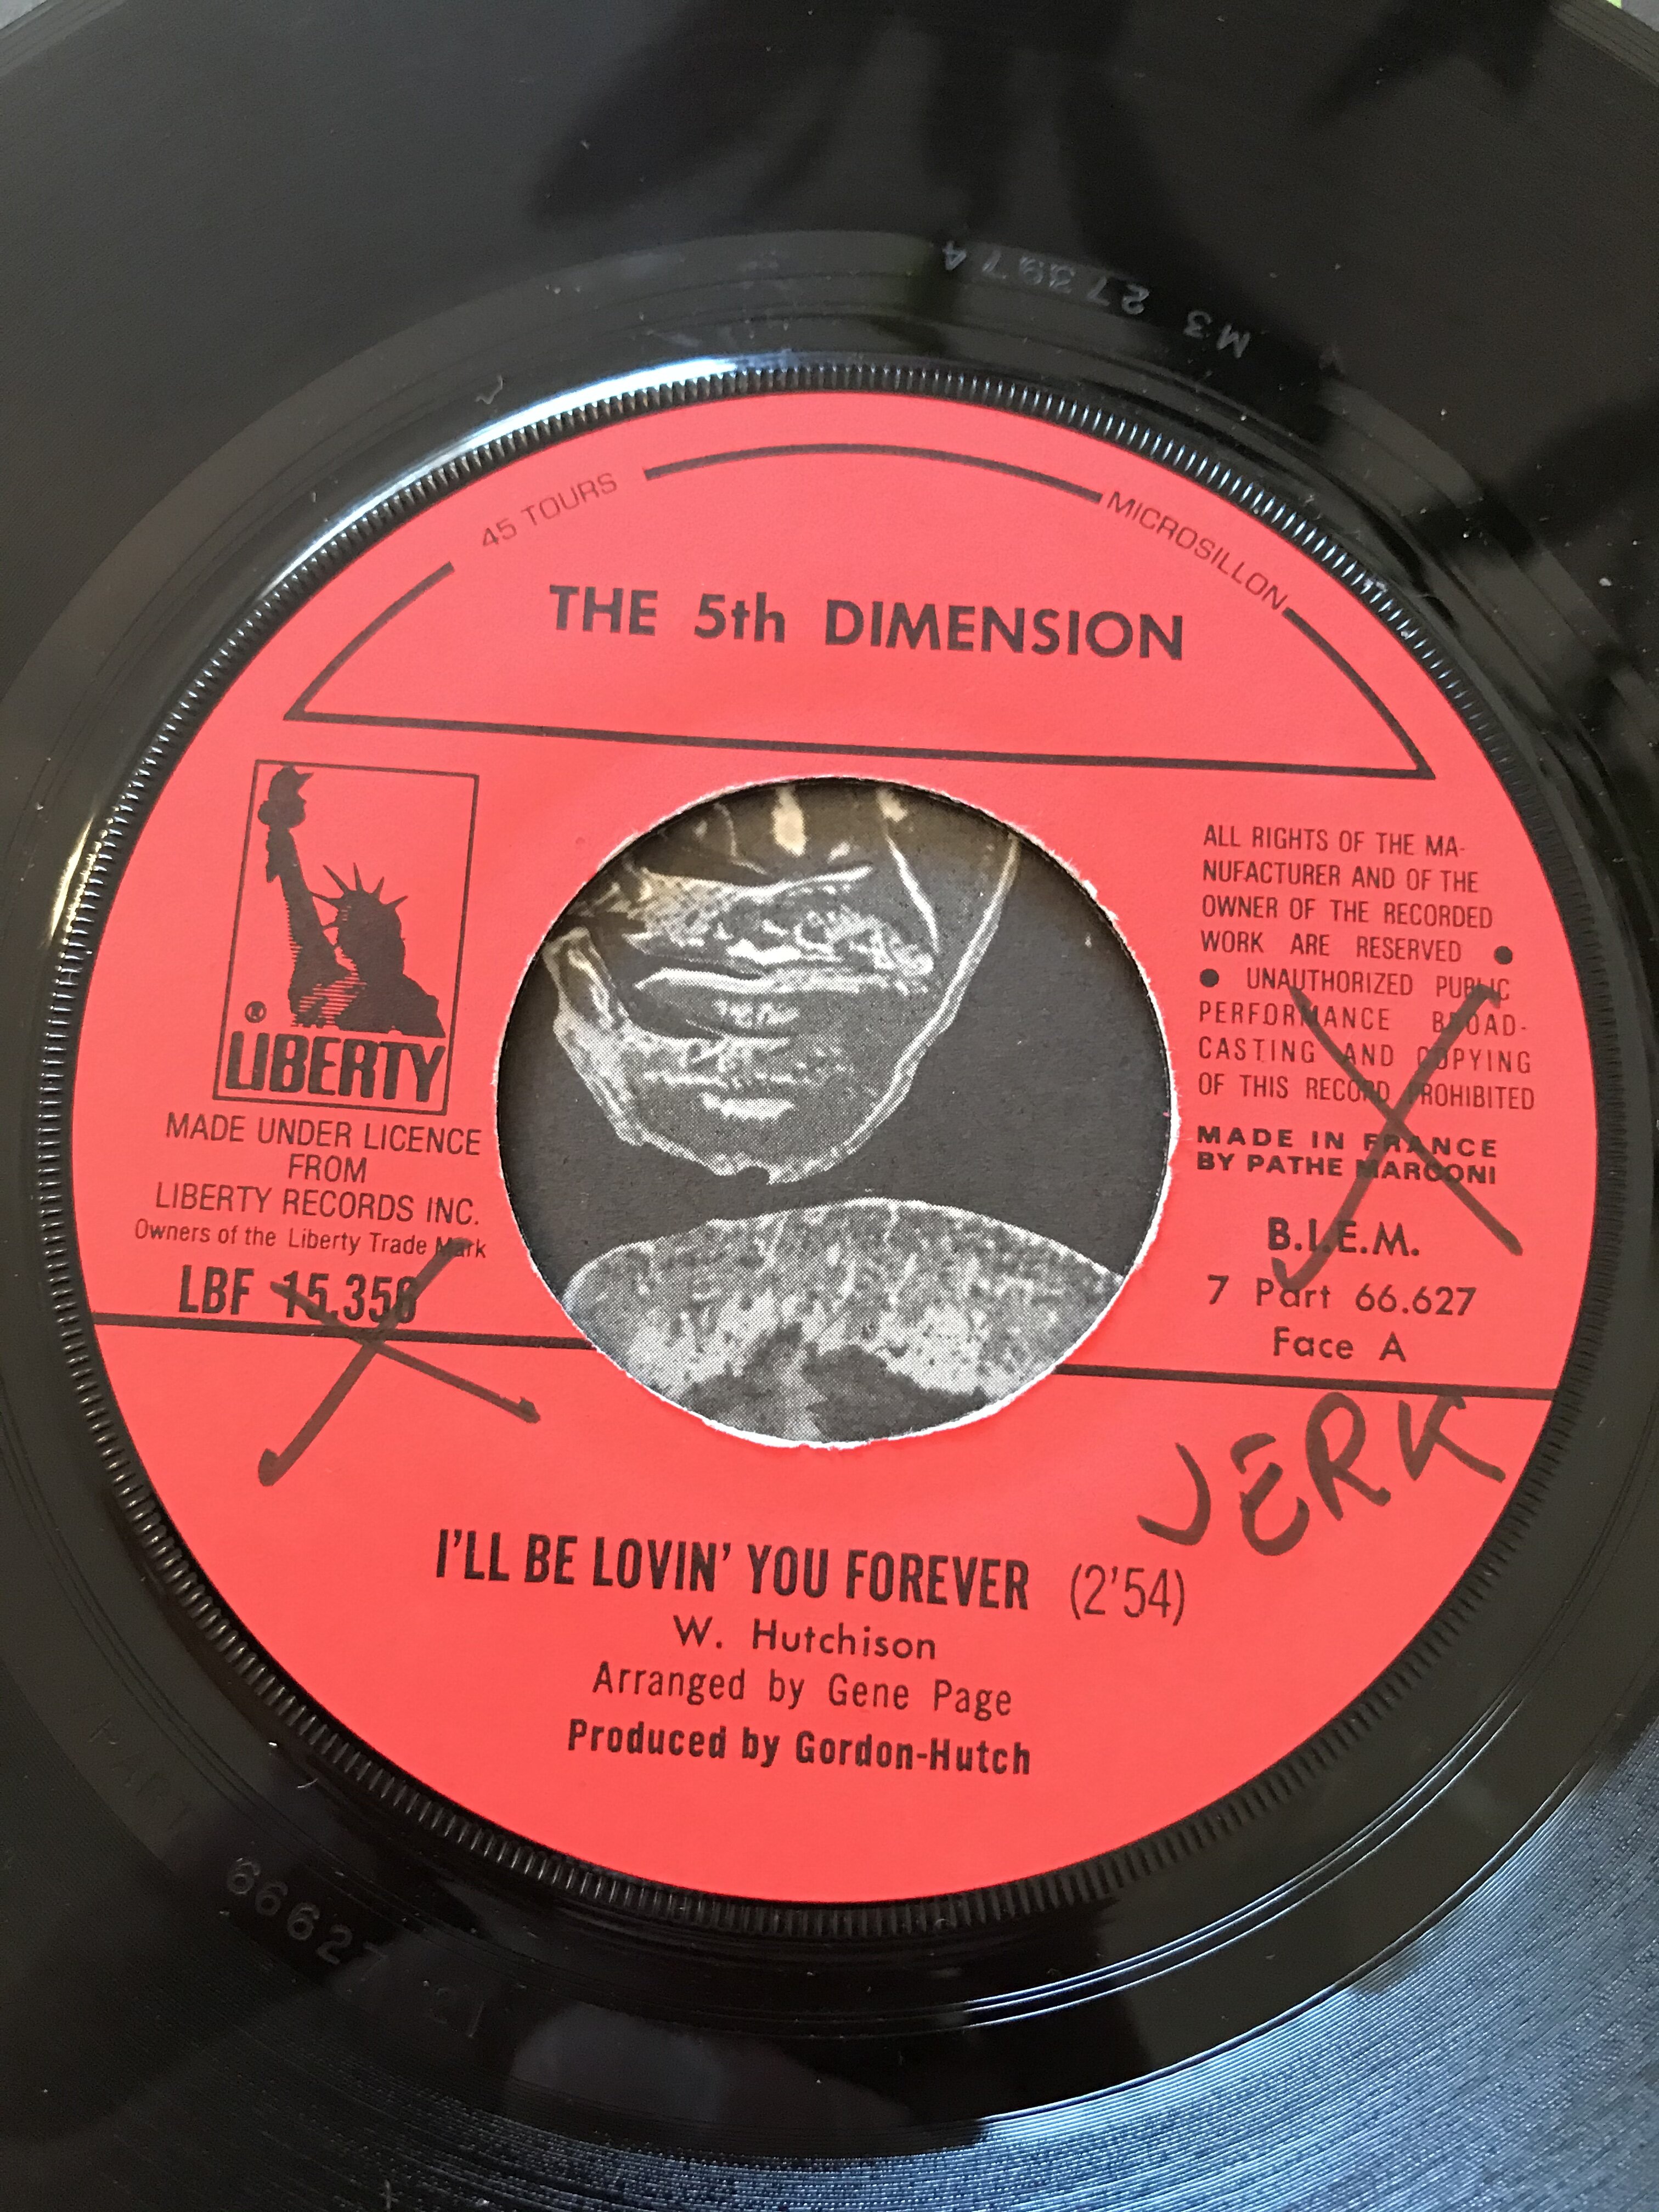 M3 273974
45 TOURS
MICROSILLON
THE 5th DIMENSION
®
LIBERTY
MADE UNDER LICENCE
FROM
LIBERTY RECORDS INC.
Owners of the Liberty Trade Mark
LBF 15.358
ALL RIGHTS OF THE MA-
NUFACTURER AND OF THE
OWNER OF THE RECORDED
WORK ARE RESERVED ●
● UNAUTHORIZED PUBLIC
PERFORMANCE BROAD-
CASTING AND COPYING
OF THIS RECORD PROHIBITED
MADE IN FRANCE
BY PATHE MARCONI
B.I.E.M.
7 Part 66.627
Face A
JERK
I'LL BE LOVIN' YOU FOREVER (2'54)
W. Hutchison
Arranged by Gene Page
Produced by Gordon-Hutch
PART 66627 21